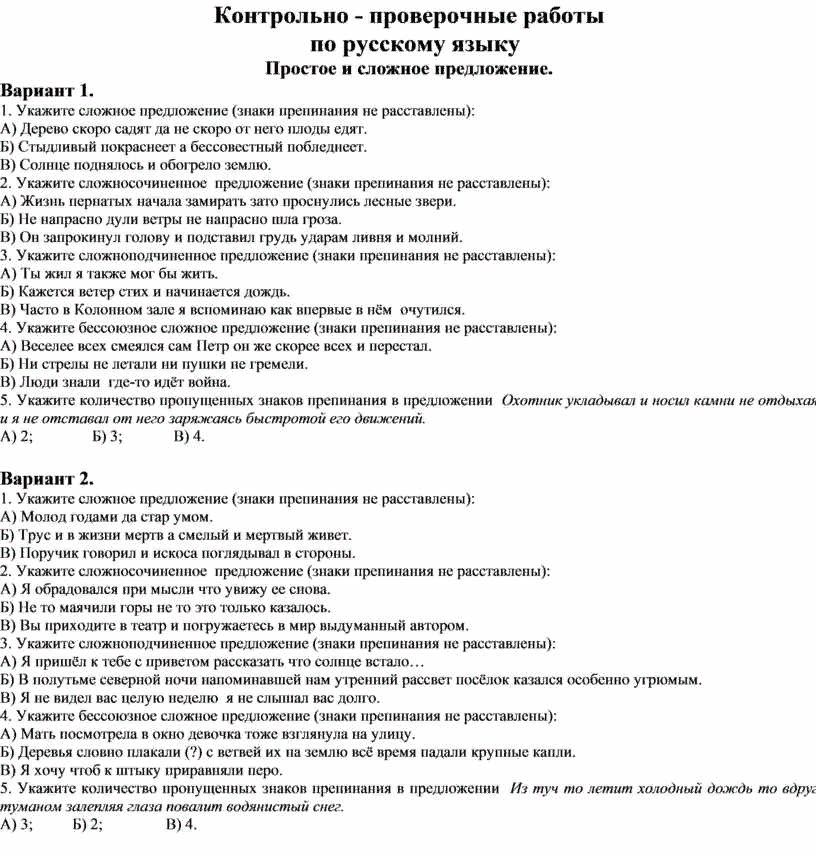 Контрольно - проверочные работы
по русскому языку
Простое и сложное предложение.
Вариант 1.
1. Укажите сложное предложение (знаки препинания не расставлены):
А) Дерево скоро садят да не скоро от него плоды едят.
Б) Стыдливый покраснеет а бессовестный побледнеет.
В) Солнце поднялось и обогрело землю.
2. Укажите сложносочиненное предложение (знаки препинания не расставлены):
А) Жизнь пернатых начала замирать зато проснулись лесные звери.
Б) Не напрасно дули ветры не напрасно шла гроза.
В) Он запрокинул голову и подставил грудь ударам ливня и молний.
3. Укажите сложноподчиненное предложение (знаки препинания не расставлены):
А) Ты жил я также мог бы жить.
Б) Кажется ветер стих и начинается дождь.
В) Часто в Колонном зале я вспоминаю как впервые в нём очутился.
4. Укажите бессоюзное сложное предложение (знаки препинания не расставлены):
А) Веселее всех смеялся сам Петр он же скорее всех и перестал.
Б) Ни стрелы не летали ни пушки не гремели.
В) Люди знали где-то идёт война.
5. Укажите количество пропущенных знаков препинания в предложении Охотник укладывал и носил камни не отдыхая
и я не отставал от него заряжаясь быстротой его движений.
А) 2; Б) 3; В) 4.
Вариант 2.
1. Укажите сложное предложение (знаки препинания не расставлены):
А) Молод годами да стар умом.
Б) Трус и в жизни мертв а смелый и мертвый живет.
В) Поручик говорил и искоса поглядывал в стороны.
2. Укажите сложносочиненное предложение (знаки препинания не расставлены):
А) Я обрадовался при мысли что увижу ее снова.
Б) Не то маячили горы не то это только казалось.
В) Вы приходите в театр и погружаетесь в мир выдуманный автором.
3. Укажите сложноподчиненное предложение (знаки препинания не расставлены):
А) Я пришёл к тебе с приветом рассказать что солнце встало…
Б) В полутьме северной ночи напоминавшей нам утренний рассвет посёлок казался особенно угрюмым.
В) Я не видел вас целую неделю я не слышал вас долго.
4. Укажите бессоюзное сложное предложение (знаки препинания не расставлены):
А) Мать посмотрела в окно девочка тоже взглянула на улицу.
Б) Деревья словно плакали (?) с ветвей их на землю всё время падали крупные капли.
В) Я хочу чтоб к штыку приравняли перо.
5. Укажите количество пропущенных знаков препинания в предложении Из туч то летит холодный дождь то вдруг
туманом залепляя глаза повалит водянистый снег.
А) 3; Б) 2; В) 4.